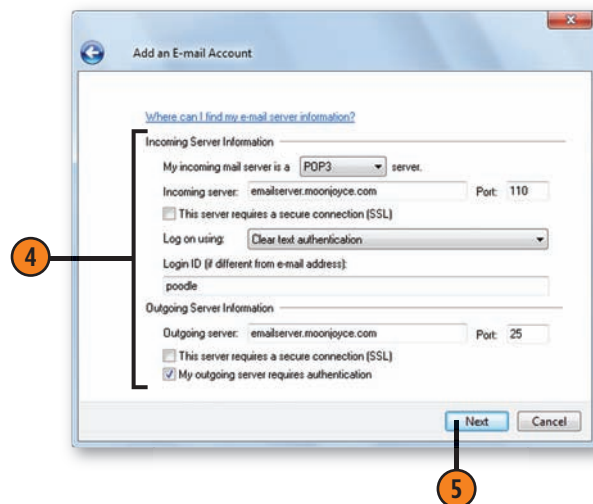 Add an E-mail Account
Where can I find my e-mail server information?
Incoming Server Information
My incoming mail server is a POP3 server.
Incoming server: emailserver.moonjoyce.com Port: 110
This server requires a secure connection (SSL)
Log on using: Clear text authentication
Login ID (if different from e-mail address):
poodle
Outgoing Server Information
Outgoing server: emailserver.moonjoyce.com Port: 25
This server requires a secure connection (SSL)
My outgoing server requires authentication
Next Cancel
4
5